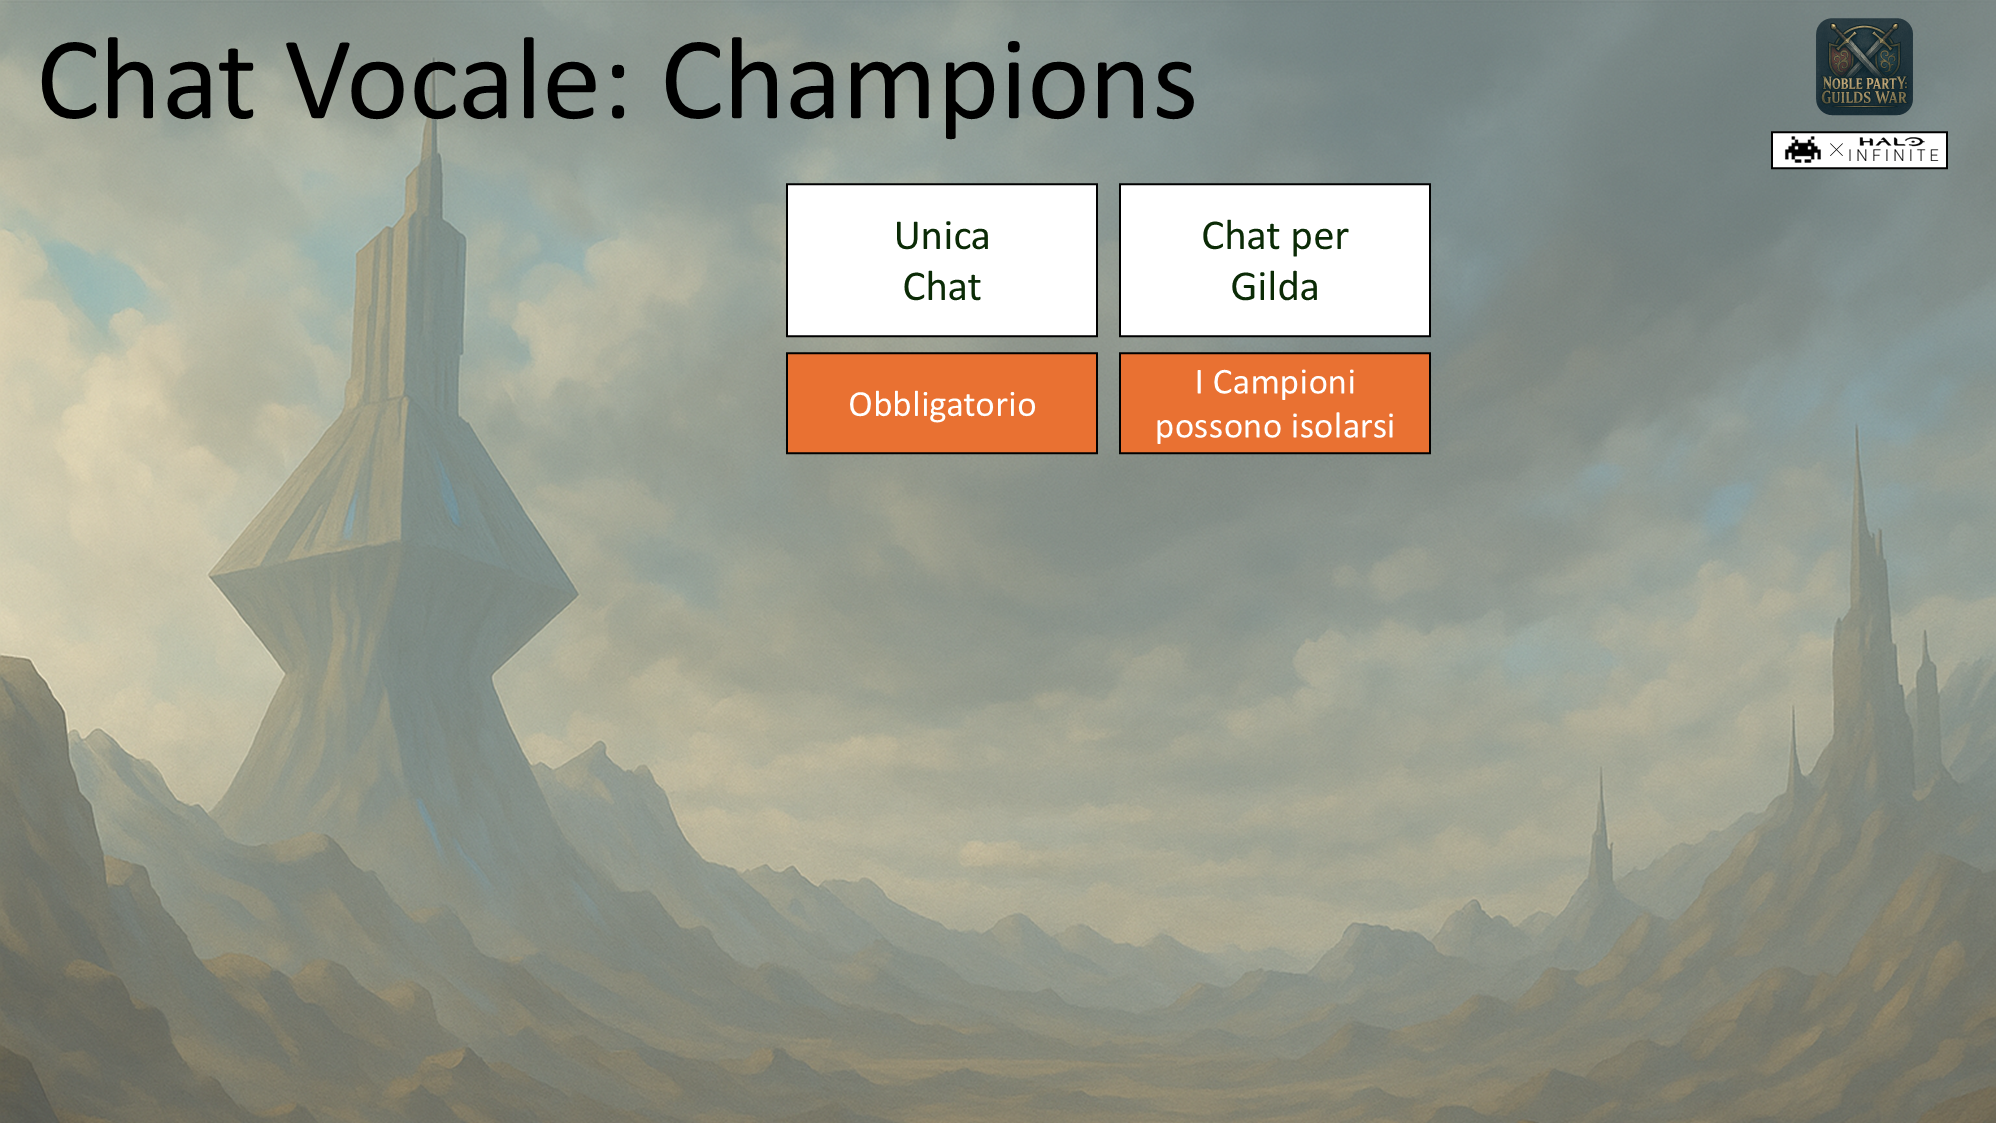 Chat Vocale: Champions
NOBLE PARTY:
GUILDS WAR
× HALO
INFINITE
Unica
Chat
Chat per
Gilda
Obbligatorio
I Campioni
possono isolarsi